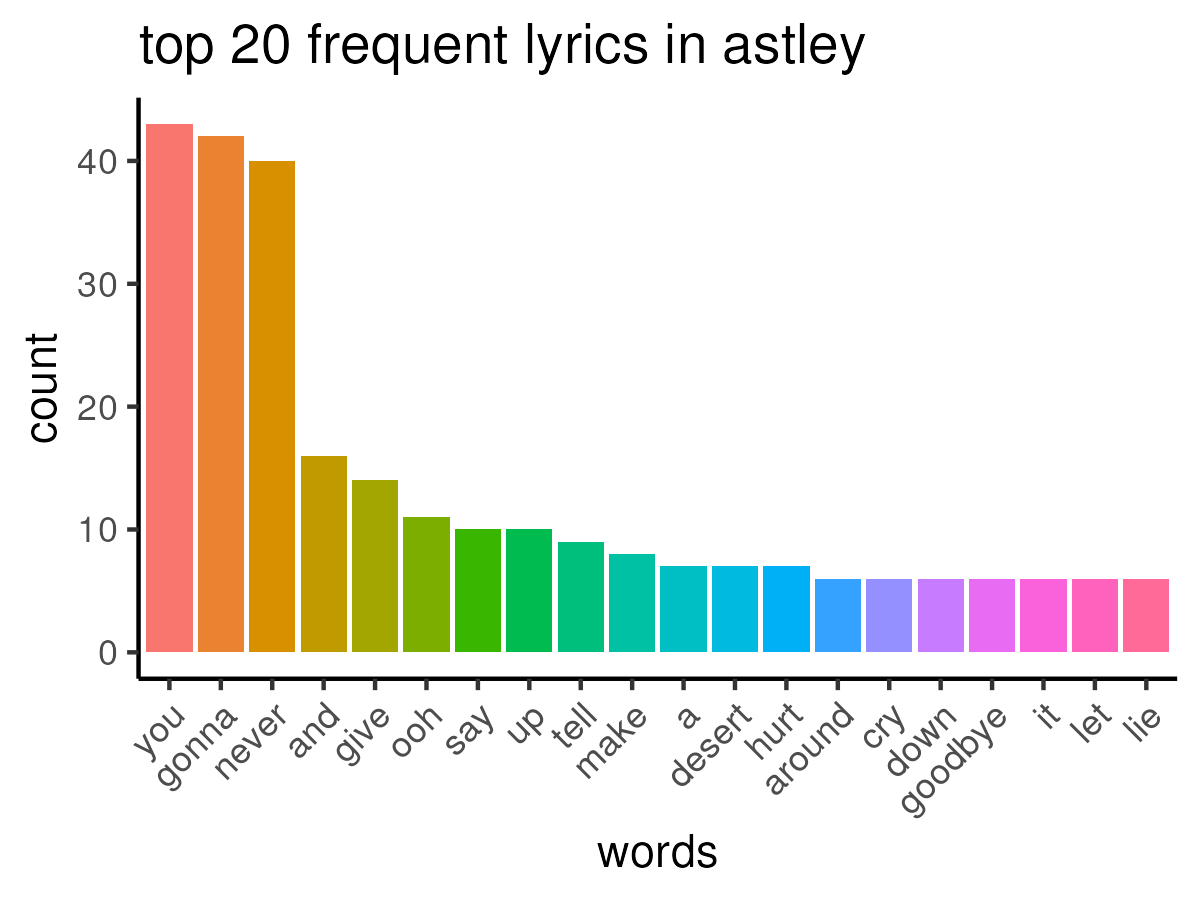 top 20 frequent lyrics in astley
count
40
30
20
10
0
you gonna never and give ooh say up tell make a desert hurt around cry down goodbye it let lie
words